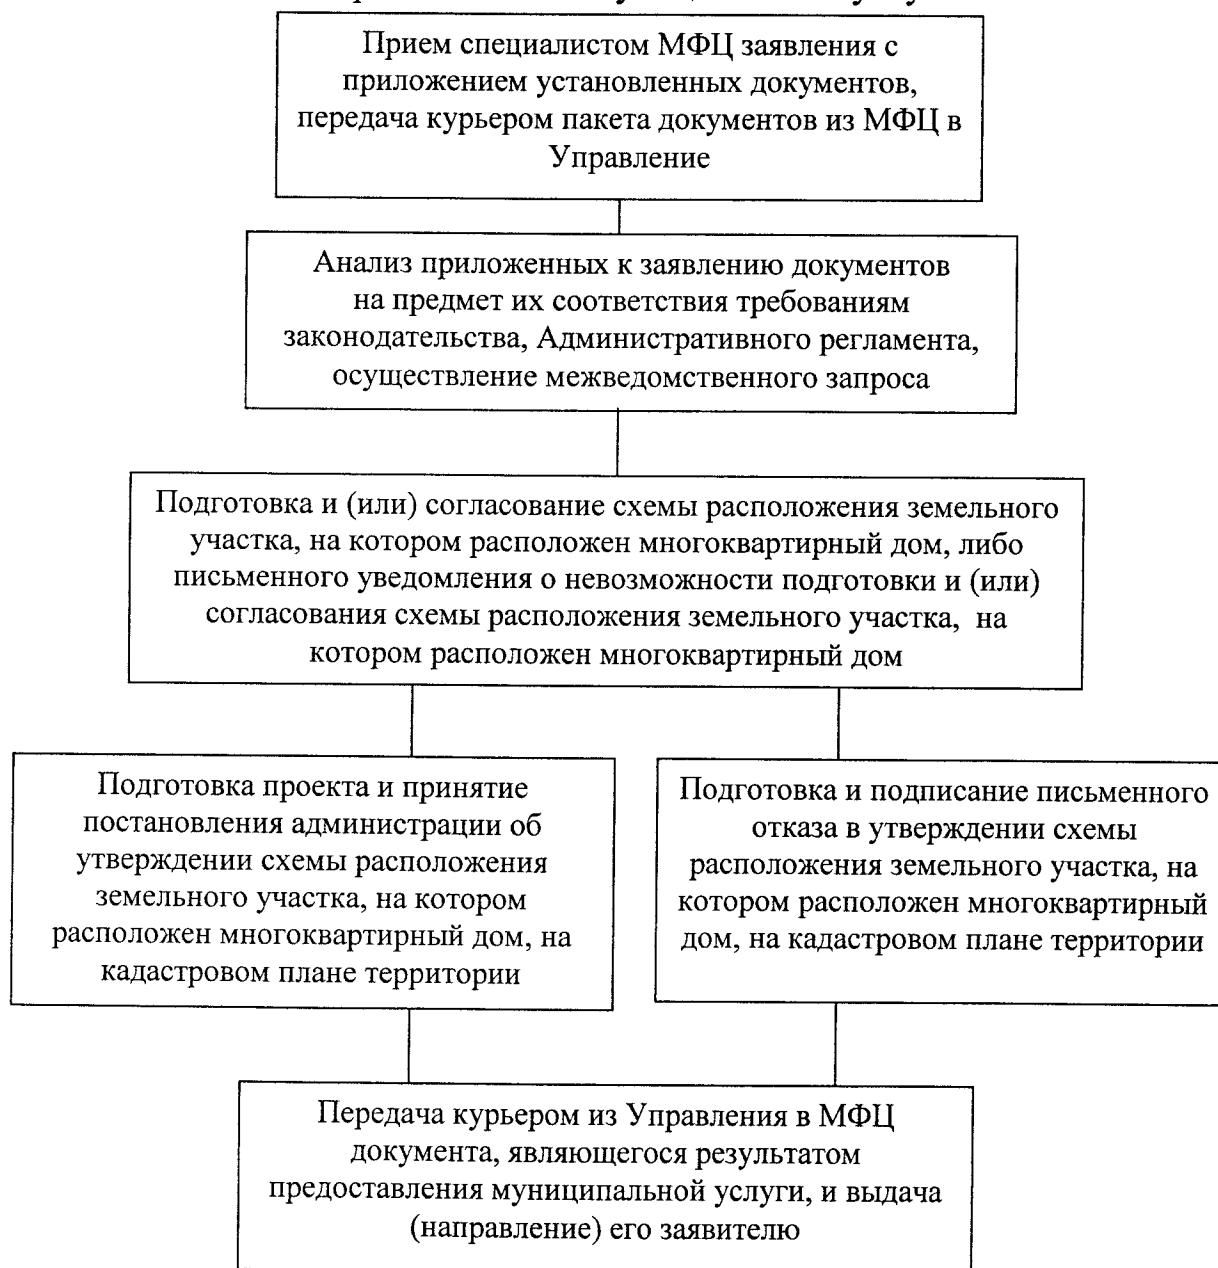 Прием специалистом МФЦ заявления с
приложением установленных документов,
передача курьером пакета документов из МФЦ в
Управление
Анализ приложенных к заявлению документов
на предмет их соответствия требованиям
законодательства, Административного регламента,
осуществление межведомственного запроса
Подготовка и (или) согласование схемы расположения земельного
участка, на котором расположен многоквартирный дом, либо
письменного уведомления о невозможности подготовки и (или)
согласования схемы расположения земельного участка, на
котором расположен многоквартирный дом
Подготовка проекта и принятие
постановления администрации об
утверждении схемы расположения
земельного участка, на котором
расположен многоквартирный дом, на
кадастровом плане территории
Подготовка и подписание письменного
отказа в утверждении схемы
расположения земельного участка, на
котором расположен многоквартирный
дом, на кадастровом плане территории
Передача курьером из Управления в МФЦ
документа, являющегося результатом
предоставления муниципальной услуги, и выдача
(направление) его заявителю